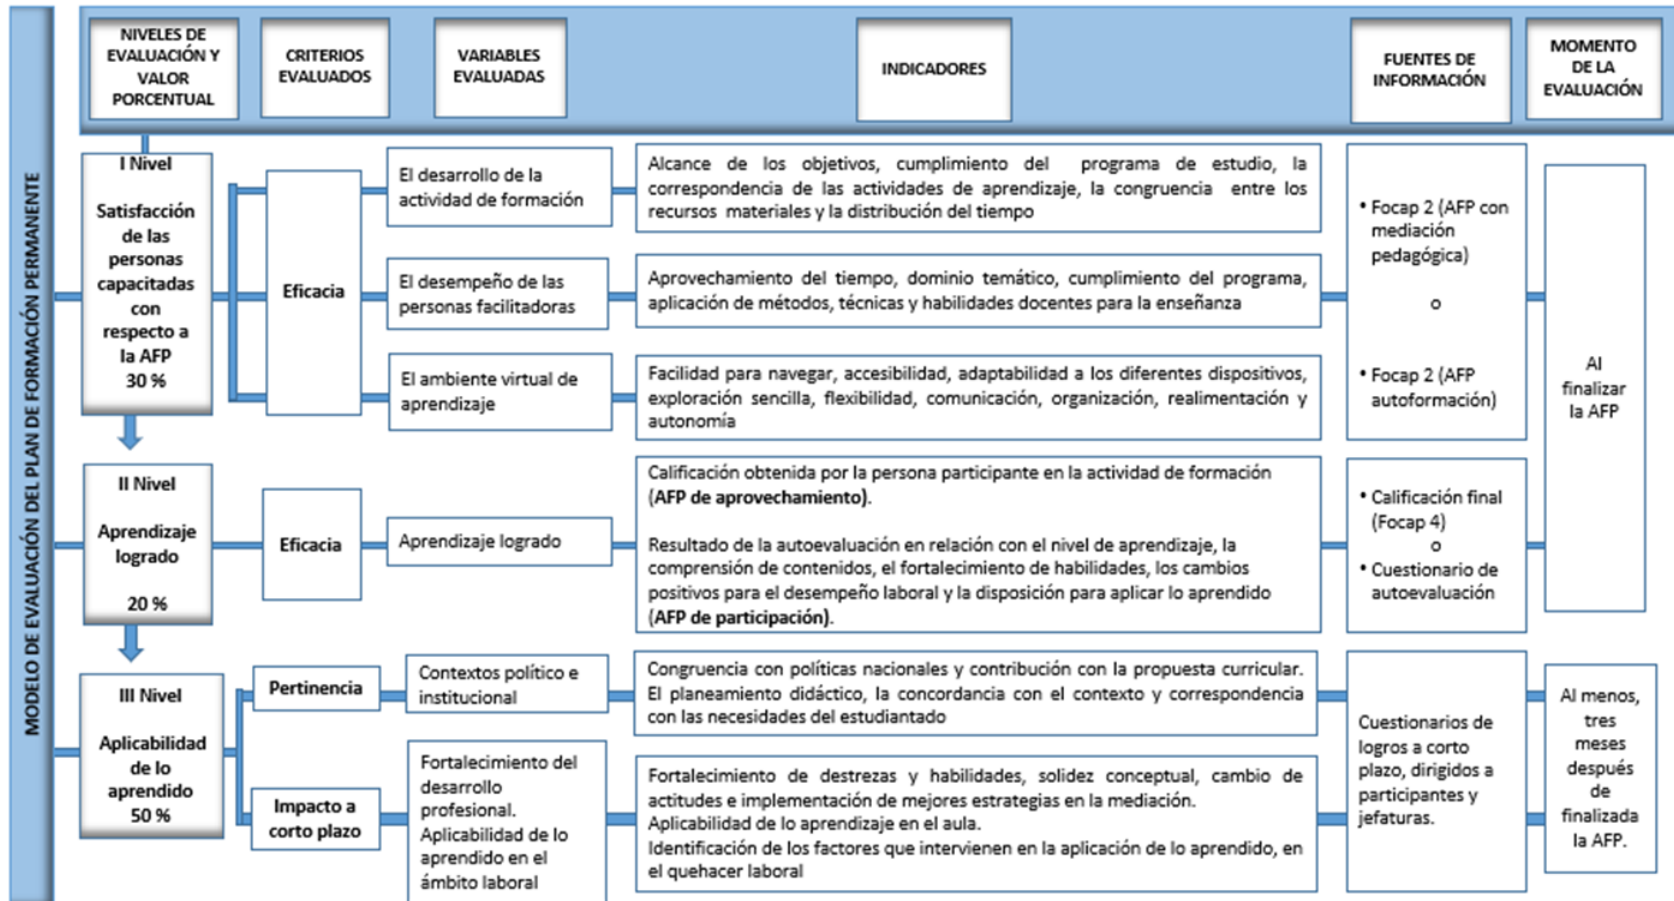 MODELO DE EVALUACIÓN DEL PLAN DE FORMACIÓN PERMANENTE
NIVELES DE
EVALUACIÓN Y
VALOR
PORCENTUAL
CRITERIOS
EVALUADOS
VARIABLES
EVALUADAS
INDICADORES
FUENTES DE
INFORMACIÓN
MOMENTO
DE LA
EVALUACIÓN
I Nivel
Satisfacción
de las
personas
capacitadas
con
respecto a
la AFP
30 %
Eficacia
El desarrollo de la
actividad de formación
Alcance de los objetivos, cumplimiento del programa de estudio, la
correspondencia de las actividades de aprendizaje, la congruencia entre los
recursos materiales y la distribución del tiempo
El desempeño de las
personas facilitadoras
Aprovechamiento del tiempo, dominio temático, cumplimiento del programa,
aplicación de métodos, técnicas y habilidades docentes para la enseñanza
El ambiente virtual de
aprendizaje
Facilidad para navegar, accesibilidad, adaptabilidad a los diferentes dispositivos,
exploración sencilla, flexibilidad, comunicación, organización, realimentación y
autonomía
• Focap 2 (AFP con
mediación
pedagógica)
o
• Focap 2 (AFP
autoformación)
Al
finalizar
la AFP
II Nivel
Aprendizaje
logrado
20 %
Eficacia
Aprendizaje logrado
Calificación obtenida por la persona participante en la actividad de formación
(AFP de aprovechamiento).
Resultado de la autoevaluación en relación con el nivel de aprendizaje, la
comprensión de contenidos, el fortalecimiento de habilidades, los cambios
positivos para el desempeño laboral y la disposición para aplicar lo aprendido
(AFP de participación).
• Calificación final
(Focap 4)
o
• Cuestionario de
autoevaluación
III Nivel
Aplicabilidad
de lo
aprendido
50 %
Pertinencia
Contextos político e
institucional
Congruencia con políticas nacionales y contribución con la propuesta curricular.
El planeamiento didáctico, la concordancia con el contexto y correspondencia
con las necesidades del estudiantado
Impacto a
corto plazo
Fortalecimiento del
desarrollo
profesional.
Aplicabilidad de lo
aprendido en el
ámbito laboral
Fortalecimiento de destrezas y habilidades, solidez conceptual, cambio de
actitudes e implementación de mejores estrategias en la mediación.
Aplicabilidad de lo aprendizaje en el aula.
Identificación de los factores que intervienen en la aplicación de lo aprendido, en
el quehacer laboral
Cuestionarios de
logros a corto
plazo, dirigidos a
participantes y
jefaturas.
Al menos,
tres
meses
después
de
finalizada
la AFP.